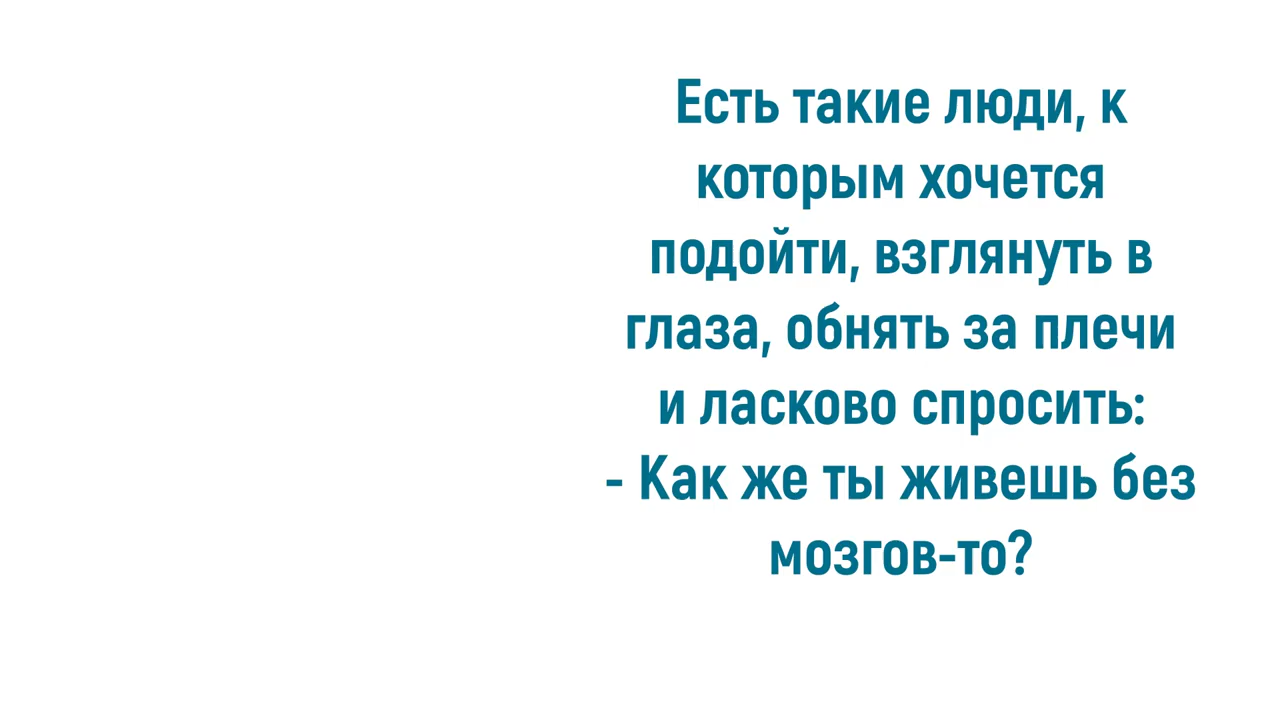 Есть такие люди, к
которым хочется
подойти, взглянуть в
глаза, обнять за плечи
и ласково спросить:
- Как же ты живешь без
мозгов-то?